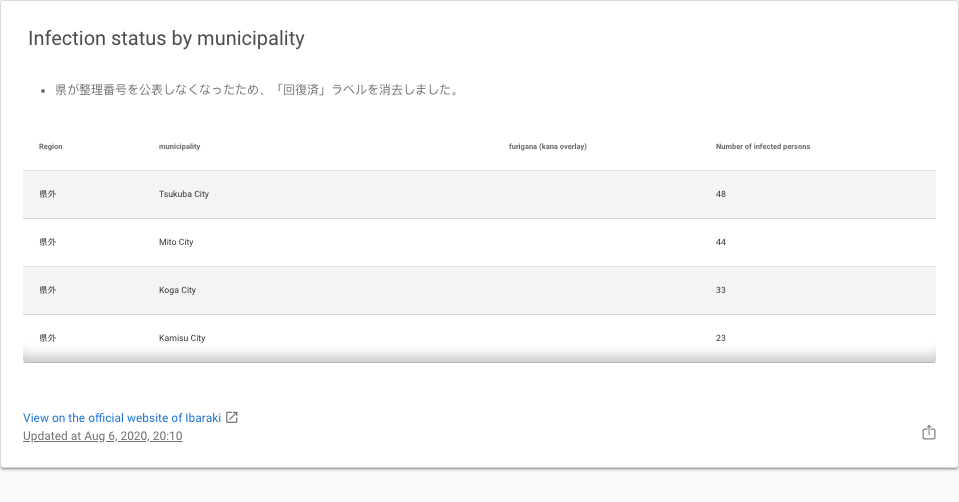 Infection status by municipality
• 県が整理番号を公表しなくなったため、「回復済」ラベルを消去しました。
Region municipality furigana (kana overlay) Number of infected persons
県外 Tsukuba City 48
県外 Mito City 44
県外 Koga City 33
県外 Kamisu City 23
View on the official website of Ibaraki
Updated at Aug 6, 2020, 20:10